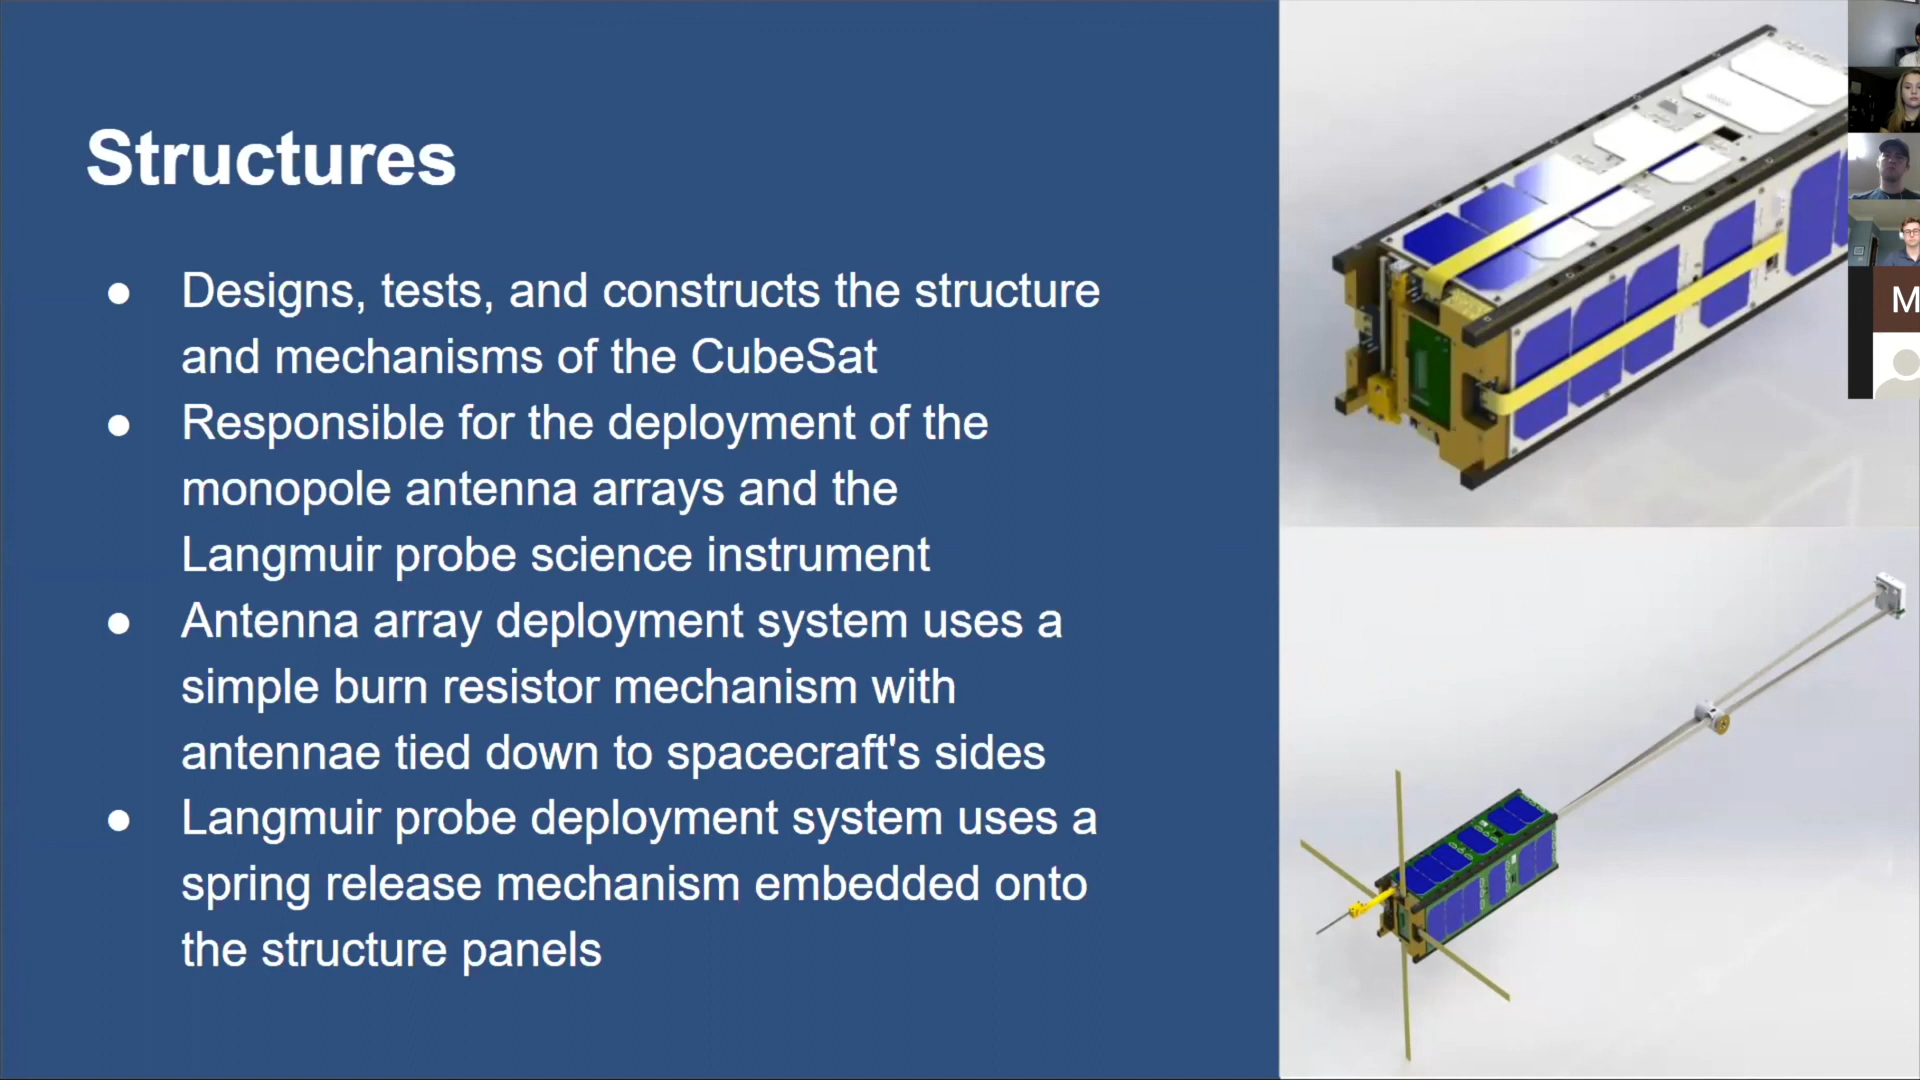 Structures
● Designs, tests, and constructs the structure
and mechanisms of the CubeSat
● Responsible for the deployment of the
monopole antenna arrays and the
Langmuir probe science instrument
● Antenna array deployment system uses a
simple burn resistor mechanism with
antennae tied down to spacecraft's sides
● Langmuir probe deployment system uses a
spring release mechanism embedded onto
the structure panels
M